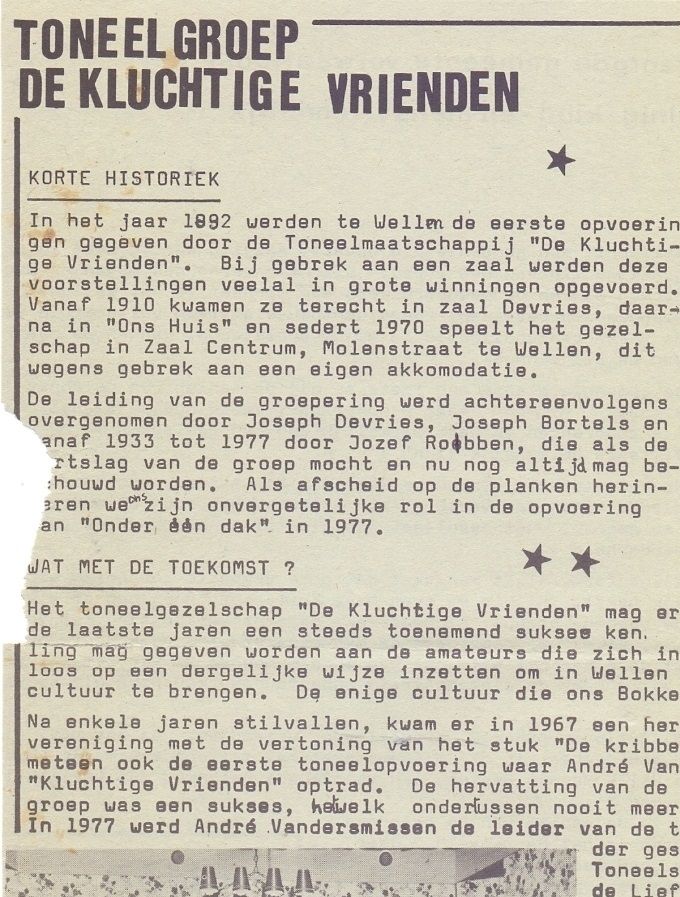 TONEELGROEP
DE KLUCHTIGE VRIENDEN
KORTE HISTORIEK
In het jaar 1892 werden te Wellen de eerste opvoerin
gen gegeven door de Toneelmaatschappij "De Kluchti-
ge Vrienden". Bij gebrek aan een zaal werden deze
voorstellingen veelal in grote winningen opgevoerd.
Vanaf 1910 kwamen ze terecht in zaal Devries, daar-
na in "Ons Huis" en sedert 1970 speelt het gezel-
schap in Zaal Centrum, Molenstraat te Wellen, dit
wegens gebrek aan een eigen akkomodatie.
De leiding van de groepering werd achtereenvolgens
overgenomen door Joseph Devries, Joseph Bortels en
anaf 1933 tot 1977 door Jozef Robben, die als de
rtslag van de groep mocht en nu nog altijd mag be-
houwd worden. Als afscheid op de planken herin-
eren we ons zijn onvergetelijke rol in de opvoering
an "Onder één dak" in 1977.
WAT MET DE TOEKOMST ?
Het toneelgezelschap "De Kluchtige Vrienden" mag er
de laatste jaren een steeds toenemend sukses ken.
ling mag gegeven worden aan de amateurs die zich in
loos op een dergelijke wijze inzetten om in Wellen
cultuur te brengen. De enige cultuur die ons Bokke
Na enkele jaren stilvallen, kwam er in 1967 een her
vereniging met de vertoning van het stuk "De kribbe
meteen ook de eerste toneelopvoering waar André Van
"Kluchtige Vrienden" optrad. De hervatting van de
groep was een sukses, hetwelk ondertussen nooit meer
In 1977 werd André Vandersmissen de leider van de t
der ges
Toneels
de Lief